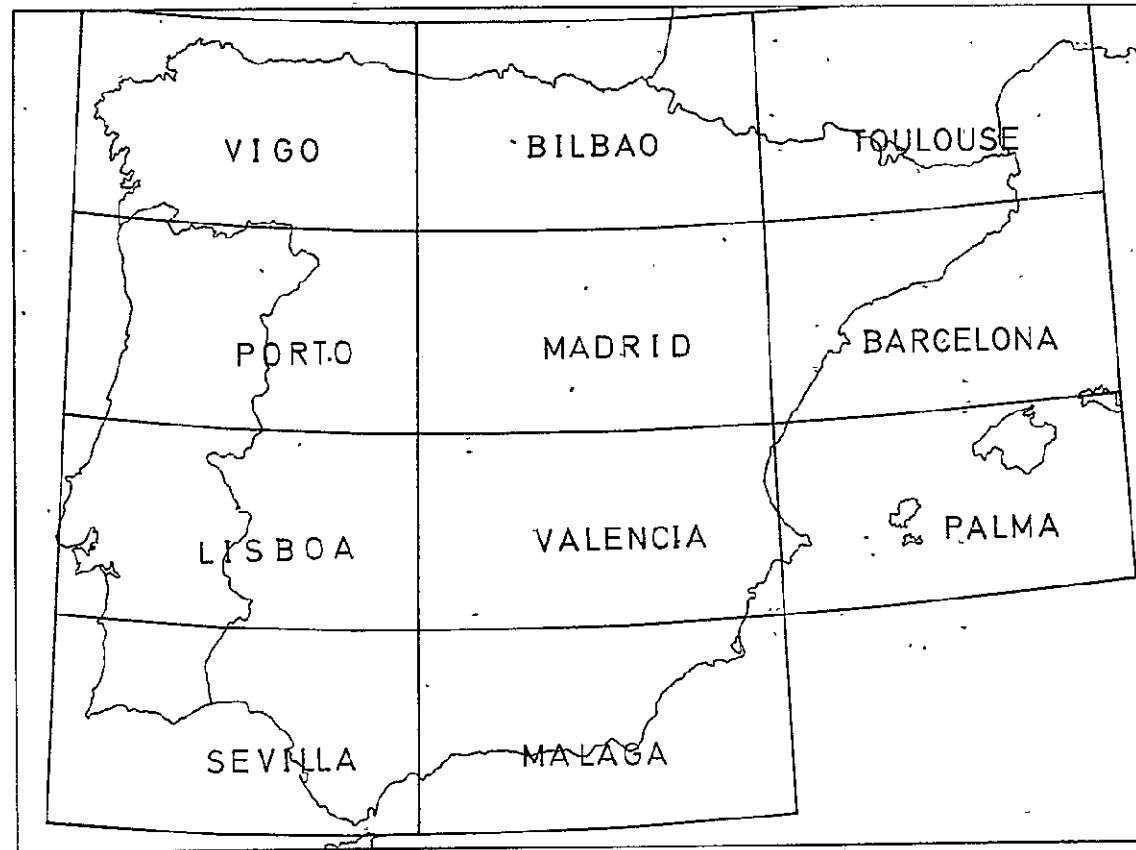 VIGO
BILBAO
TOULOUSE
PORTO
MADRID
BARCELONA
LISBOA
VALENCIA
PALMA
SEVILLA
MALAGA